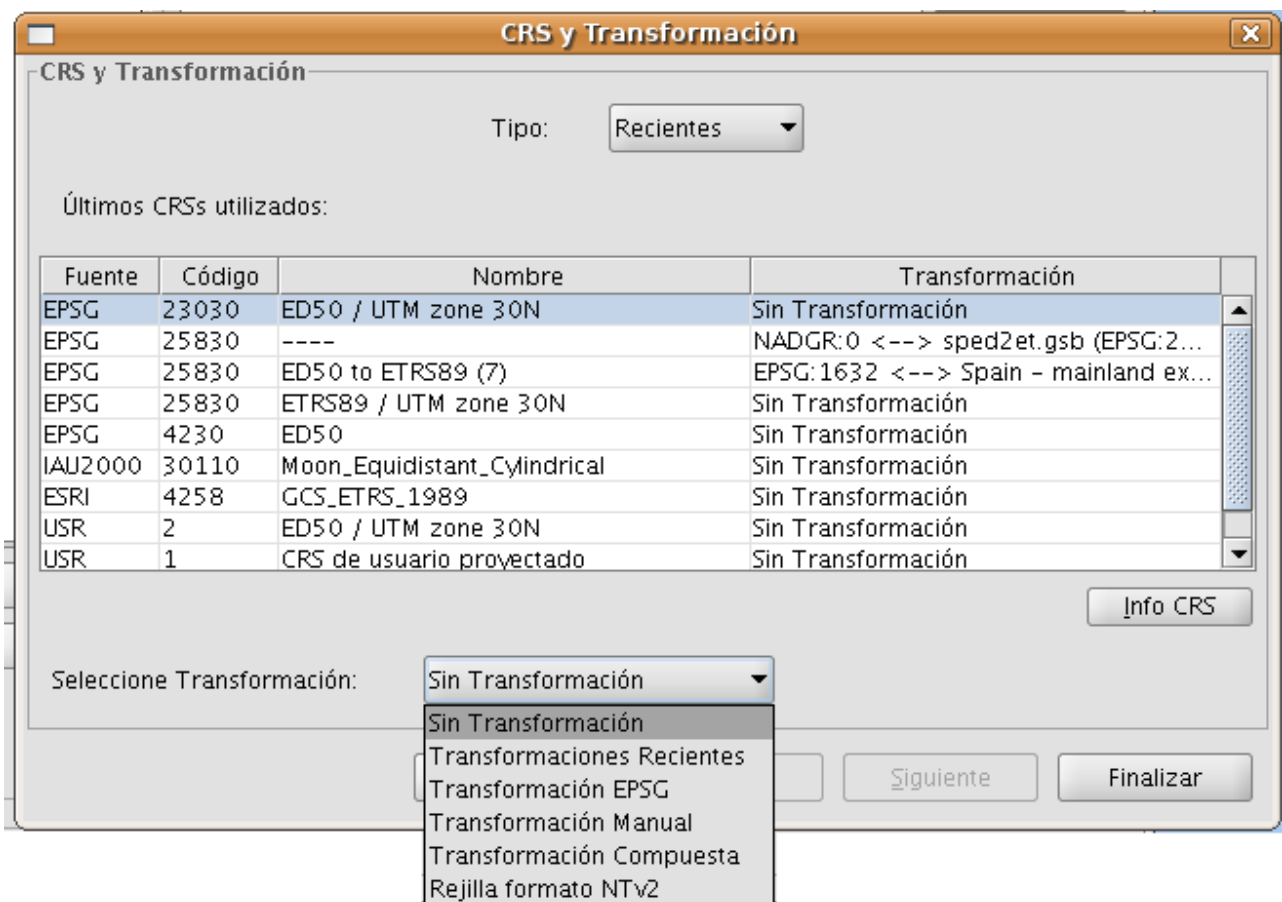 CRS y Transformación
CRS y Transformación
Tipo: Recientes
Últimos CRSs utilizados:
Fuente Código Nombre Transformación
EPSG 23030 ED50 / UTM zone 30N Sin Transformación
EPSG 25830 ---- NADGR:0 <--> sped2et.gsb (EPSG:2...
EPSG 25830 ED50 to ETRS89 (7) EPSG:1632 <--> Spain - mainland ex...
EPSG 25830 ETRS89 / UTM zone 30N Sin Transformación
EPSG 4230 ED50 Sin Transformación
IAU2000 30110 Moon_Equidistant_Cylindrical Sin Transformación
ESRI 4258 GCS_ETRS_1989 Sin Transformación
USR 2 ED50 / UTM zone 30N Sin Transformación
USR 1 CRS de usuario proyectado Sin Transformación
Info CRS
Seleccione Transformación: Sin Transformación
Sin Transformación
Transformaciones Recientes
Transformación EPSG
Transformación Manual
Transformación Compuesta
Rejilla formato NTv2
Siguiente Finalizar